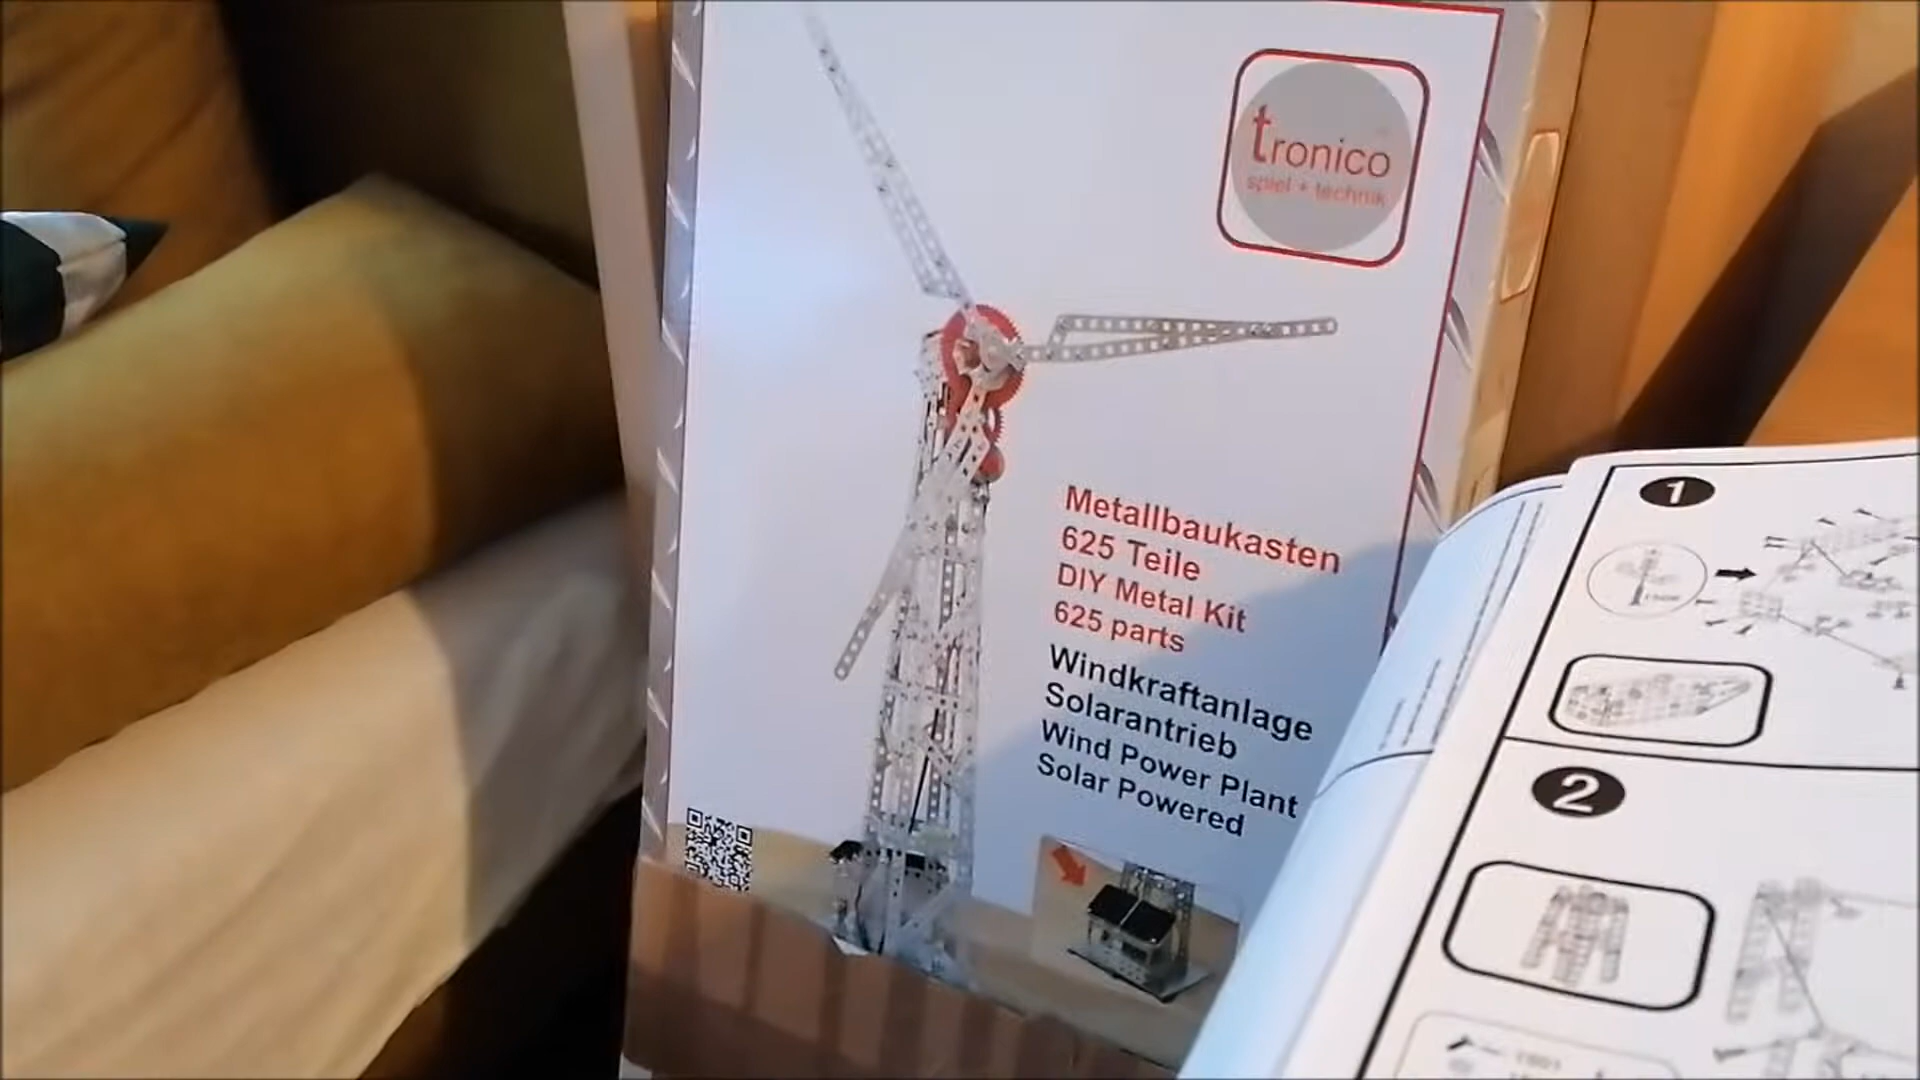 tronico
spiel + technik
Metallbaukasten
625 Teile
DIY Metal Kit
625 parts
Windkraftanlage
Solarantrieb
Wind Power Plant
Solar Powered
1
2